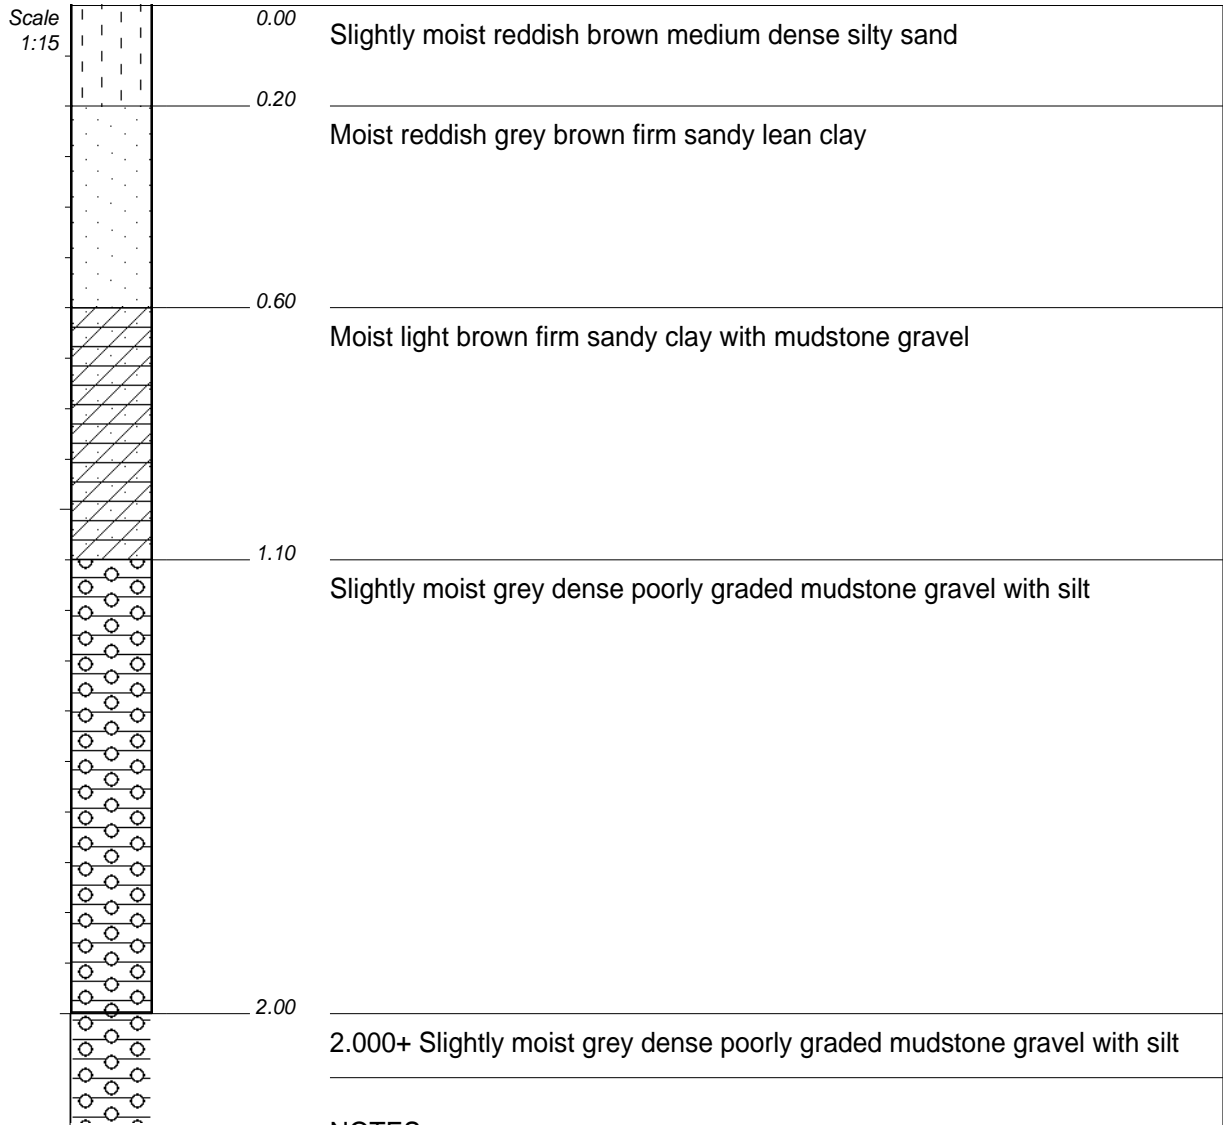 Scale
1:15
0.00
Slightly moist reddish brown medium dense silty sand
0.20
Moist reddish grey brown firm sandy lean clay
0.60
Moist light brown firm sandy clay with mudstone gravel
1.10
Slightly moist grey dense poorly graded mudstone gravel with silt
2.00
2.000+ Slightly moist grey dense poorly graded mudstone gravel with silt
NOTES